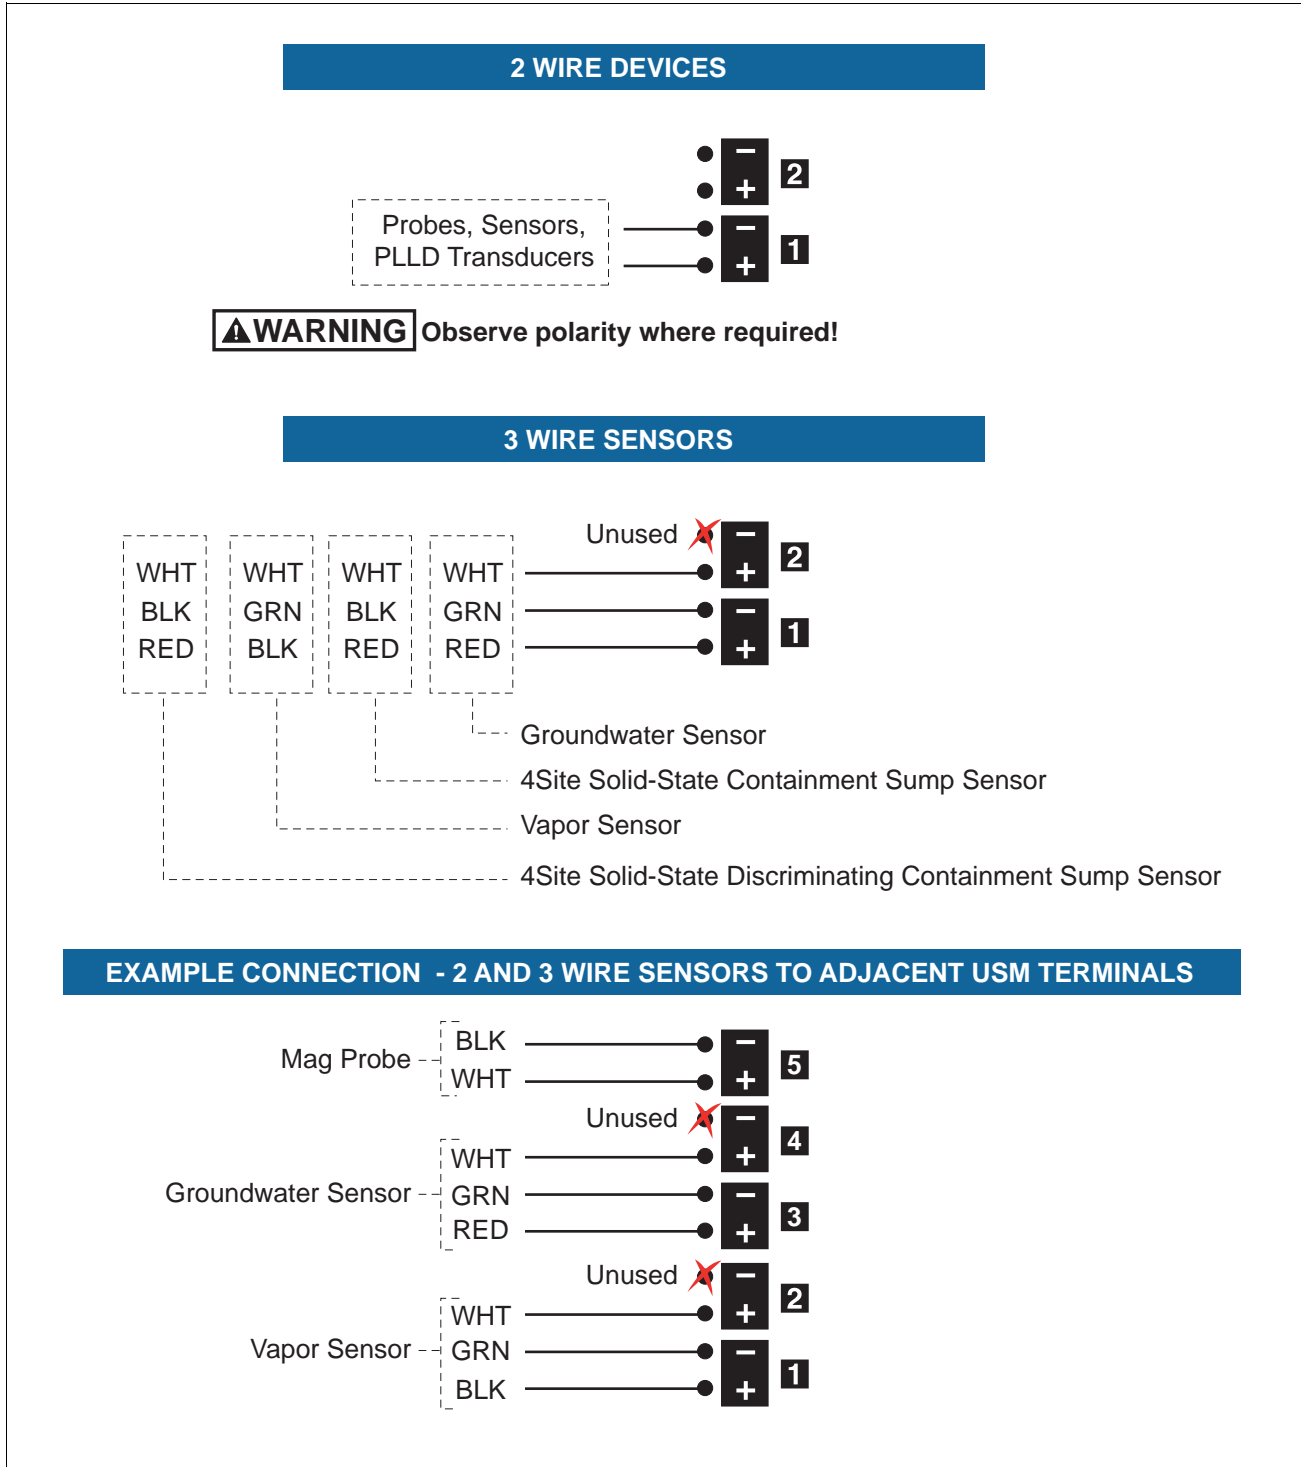 2 WIRE DEVICES
− 2
+
Probes, Sensors,
PLLD Transducers
− 1
+
WARNING Observe polarity where required!
3 WIRE SENSORS
Unused − 2
WHT WHT WHT WHT +
BLK GRN BLK GRN − 1
RED BLK RED RED +
Groundwater Sensor
4Site Solid-State Containment Sump Sensor
Vapor Sensor
4Site Solid-State Discriminating Containment Sump Sensor
EXAMPLE CONNECTION - 2 AND 3 WIRE SENSORS TO ADJACENT USM TERMINALS
Mag Probe
BLK − 5
WHT +
Unused − 4
WHT +
Groundwater Sensor
GRN − 3
RED +
Unused − 2
WHT +
Vapor Sensor
GRN − 1
BLK +